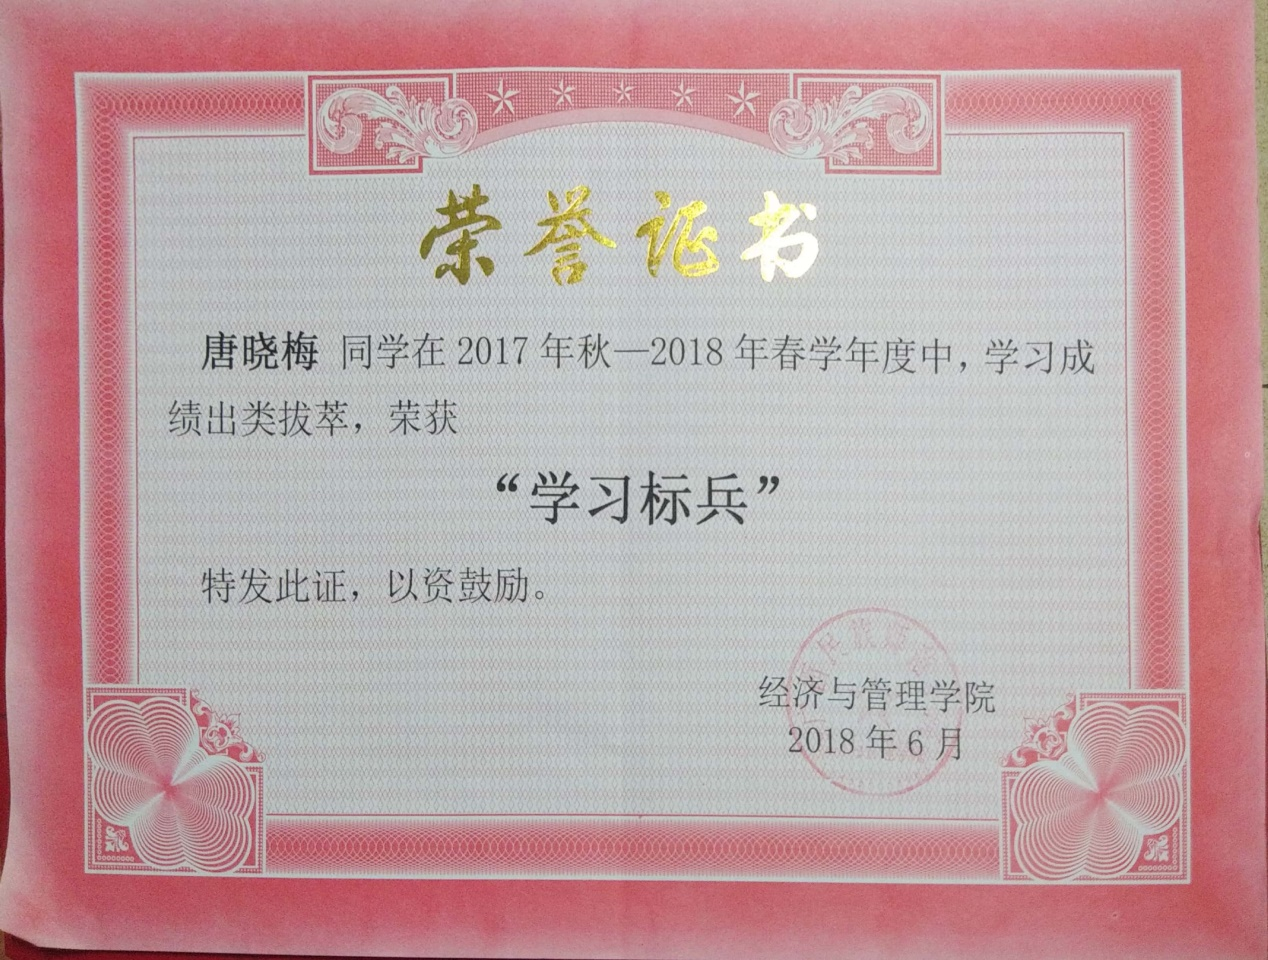 荣誉证书
唐晓梅 同学在 2017 年秋—2018 年春学年度中，学习成
绩出类拔萃，荣获
“学习标兵”
特发此证，以资鼓励。
经济与管理学院
2018 年 6 月